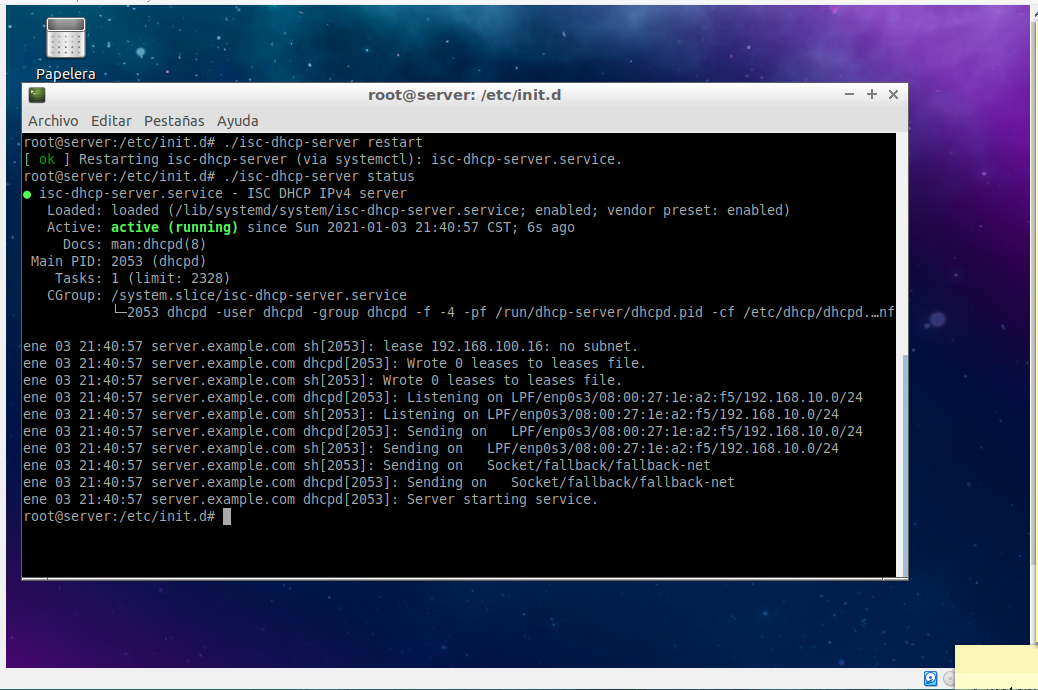 Papelera
root@server: /etc/init.d
Archivo Editar Pestañas Ayuda
root@server:/etc/init.d# ./isc-dhcp-server restart
[ ok ] Restarting isc-dhcp-server (via systemctl): isc-dhcp-server.service.
root@server:/etc/init.d# ./isc-dhcp-server status
● isc-dhcp-server.service - ISC DHCP IPv4 server
Loaded: loaded (/lib/systemd/system/isc-dhcp-server.service; enabled; vendor preset: enabled)
Active: active (running) since Sun 2021-01-03 21:40:57 CST; 6s ago
Docs: man:dhcpd(8)
Main PID: 2053 (dhcpd)
Tasks: 1 (limit: 2328)
CGroup: /system.slice/isc-dhcp-server.service
└─2053 dhcpd -user dhcpd -group dhcpd -f -4 -pf /run/dhcp-server/dhcpd.pid -cf /etc/dhcp/dhcpd.…nf
ene 03 21:40:57 server.example.com sh[2053]: lease 192.168.100.16: no subnet.
ene 03 21:40:57 server.example.com dhcpd[2053]: Wrote 0 leases to leases file.
ene 03 21:40:57 server.example.com sh[2053]: Wrote 0 leases to leases file.
ene 03 21:40:57 server.example.com dhcpd[2053]: Listening on LPF/enp0s3/08:00:27:1e:a2:f5/192.168.10.0/24
ene 03 21:40:57 server.example.com sh[2053]: Listening on LPF/enp0s3/08:00:27:1e:a2:f5/192.168.10.0/24
ene 03 21:40:57 server.example.com dhcpd[2053]: Sending on   LPF/enp0s3/08:00:27:1e:a2:f5/192.168.10.0/24
ene 03 21:40:57 server.example.com sh[2053]: Sending on   LPF/enp0s3/08:00:27:1e:a2:f5/192.168.10.0/24
ene 03 21:40:57 server.example.com sh[2053]: Sending on   Socket/fallback/fallback-net
ene 03 21:40:57 server.example.com dhcpd[2053]: Sending on   Socket/fallback/fallback-net
ene 03 21:40:57 server.example.com dhcpd[2053]: Server starting service.
root@server:/etc/init.d#